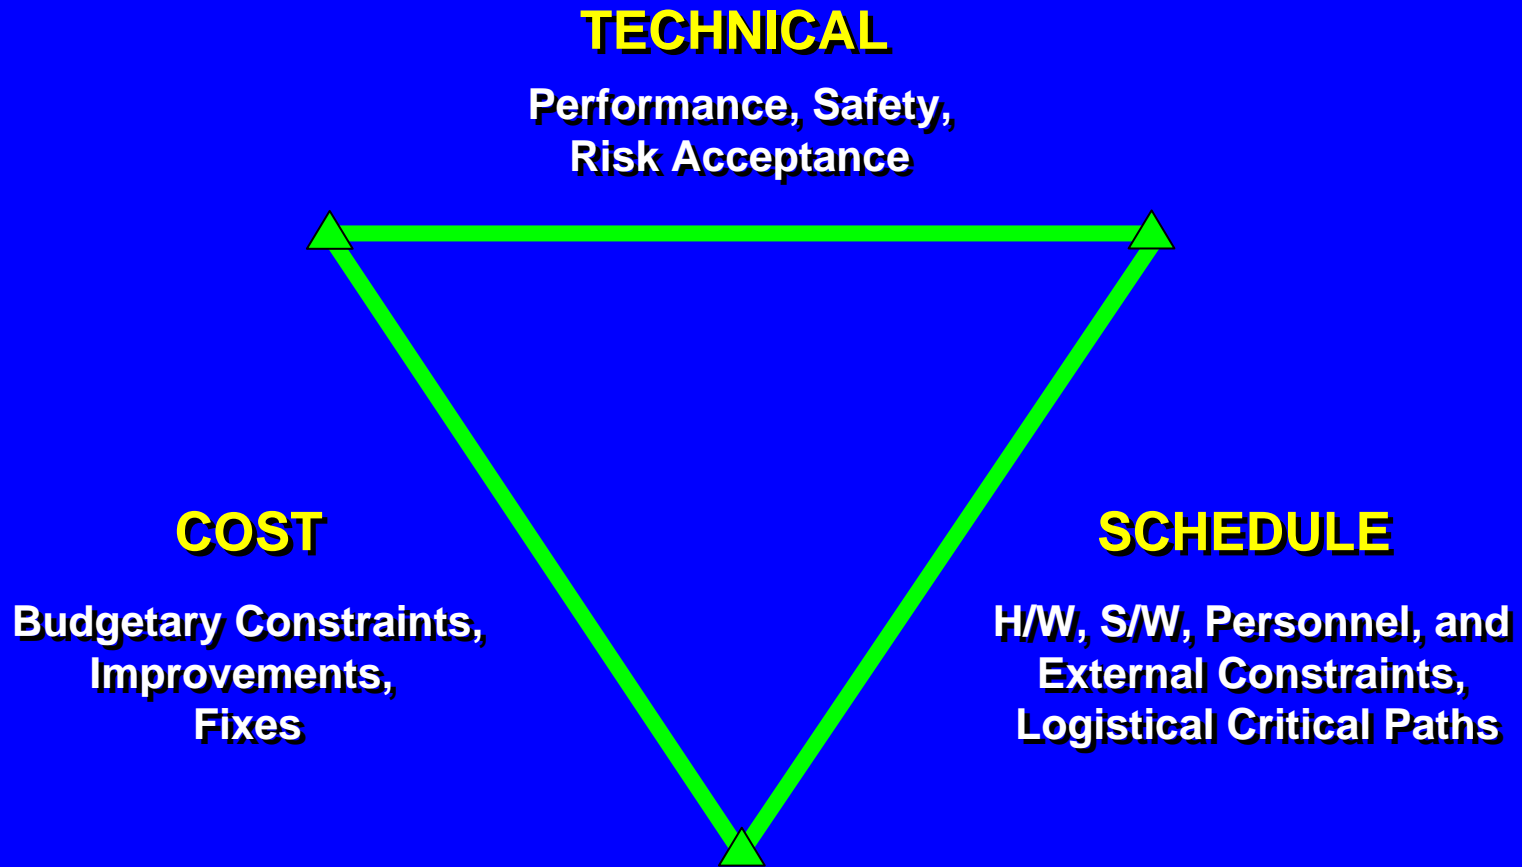 TECHNICAL
Performance, Safety,
Risk Acceptance
COST
Budgetary Constraints,
Improvements,
Fixes
SCHEDULE
H/W, S/W, Personnel, and
External Constraints,
Logistical Critical Paths